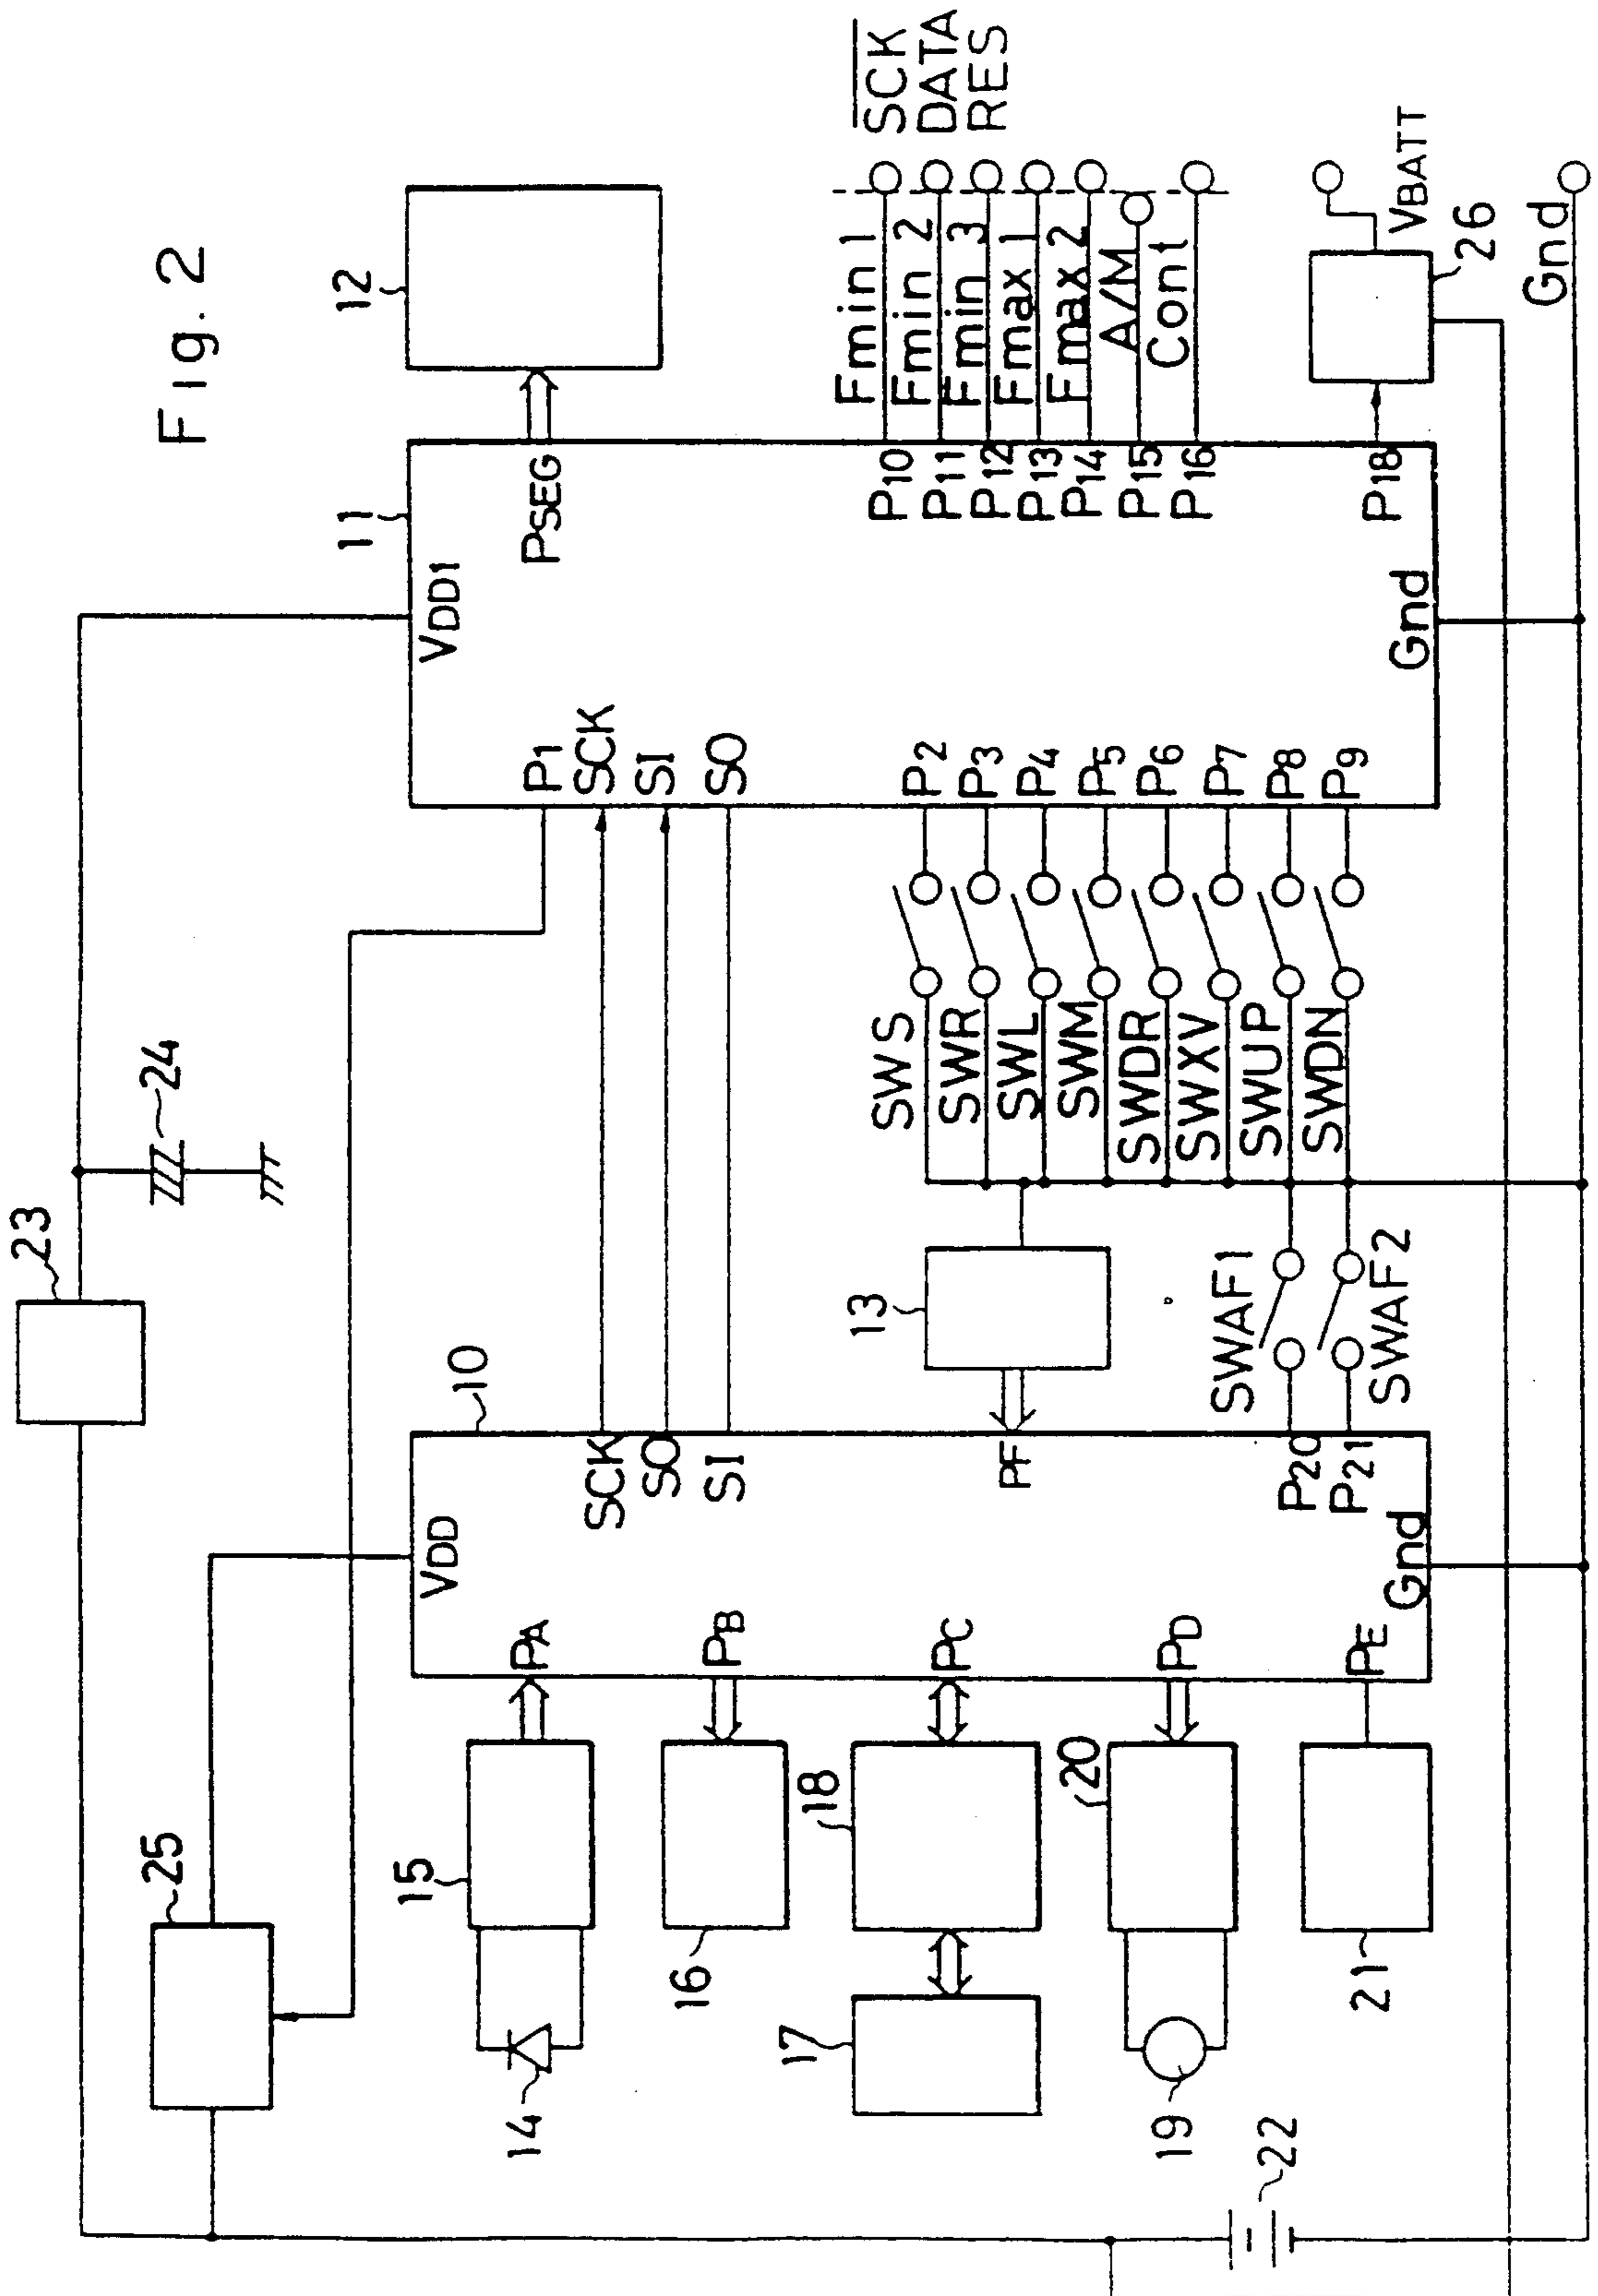 Fig. 2
23
24
25
22
10
VDD
PA
PB
PC
PD
PE
SCK
SO
SI
PF
P20
P21
Gnd
14
15
16
17
18
19
20
21
13
SWAF1
SWAF2
SWS
SWR
SWL
SWM
SWDR
SWXV
SWUP
SWDN
11
VDD1
P1
SCK
SI
SO
P2
P3
P4
P5
P6
P7
P8
P9
PSEG
P10
P11
P12
P13
P14
P15
P16
P18
Gnd
12
Fmin 1
Fmin 2
Fmin 3
Fmax 1
Fmax 2
A/M
Cont
SCK
DATA
RES
VBATT
26
Gnd